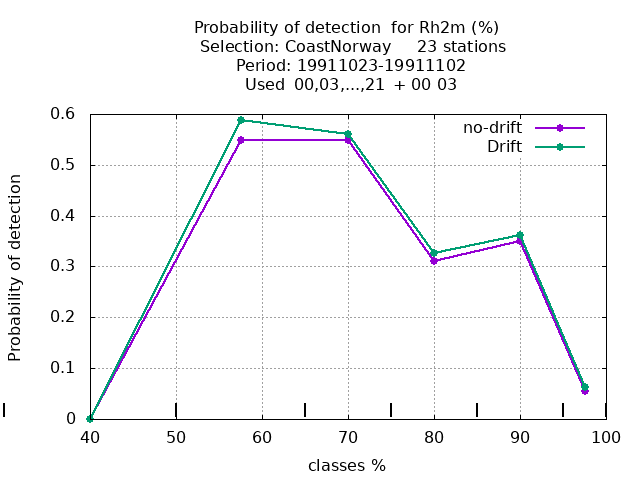 Probability of detection for Rh2m (%)
Selection: CoastNorway 23 stations
Period: 19911023-19911102
Used 00,03,...,21 + 00 03
no-drift
Drift
Probability of detection
0.6
0.5
0.4
0.3
0.2
0.1
0
40 50 60 70 80 90 100
classes %